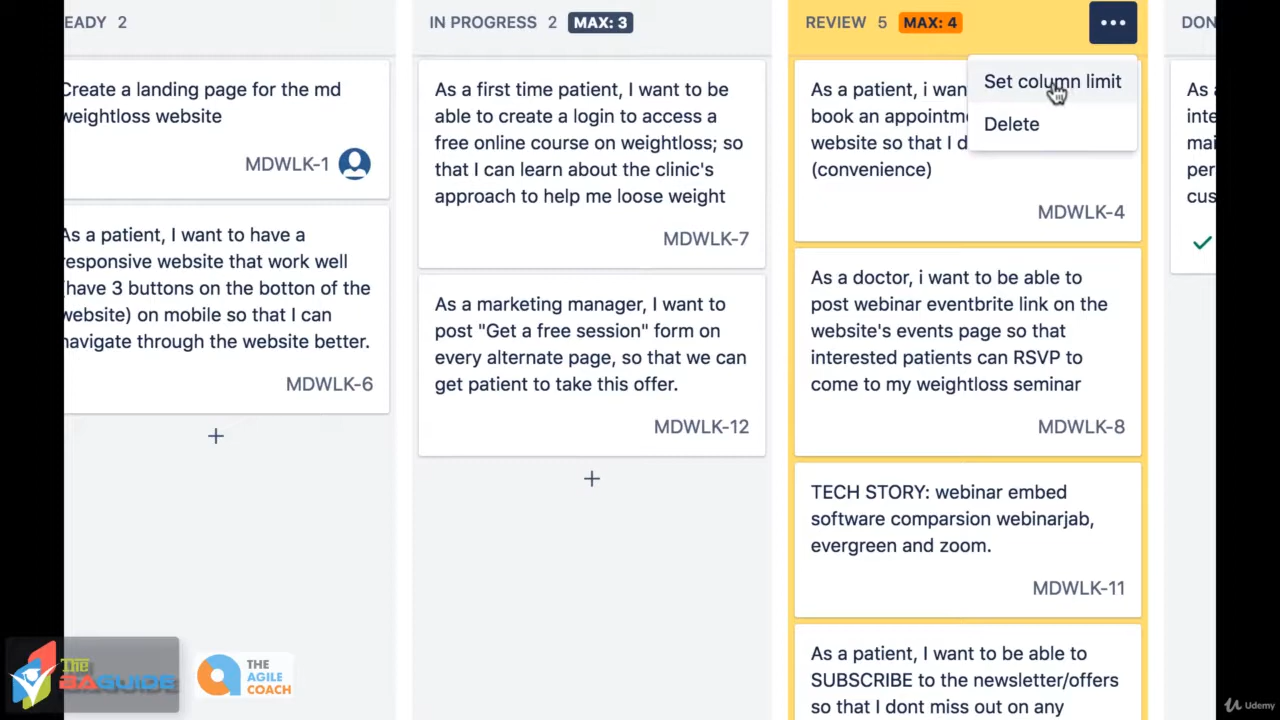 EADY 2
Create a landing page for the md
weightloss website
MDWLK-1
As a patient, I want to have a
responsive website that work well
(have 3 buttons on the botton of the
website) on mobile so that I can
navigate through the website better.
MDWLK-6
IN PROGRESS 2 MAX: 3
As a first time patient, I want to be
able to create a login to access a
free online course on weightloss; so
that I can learn about the clinic's
approach to help me loose weight
MDWLK-7
As a marketing manager, I want to
post "Get a free session" form on
every alternate page, so that we can
get patient to take this offer.
MDWLK-12
REVIEW 5 MAX: 4
Set column limit
Delete
As a patient, i wan
book an appointme
website so that I d
(convenience)
MDWLK-4
As a doctor, i want to be able to
post webinar eventbrite link on the
website's events page so that
interested patients can RSVP to
come to my weightloss seminar
MDWLK-8
TECH STORY: webinar embed
software comparsion webinarjab,
evergreen and zoom.
MDWLK-11
As a patient, I want to be able to
SUBSCRIBE to the newsletter/offers
so that I dont miss out on any
DON
As
inte
mai
per
cus
The
BAGUIDE
THE
AGILE
COACH
Udemy